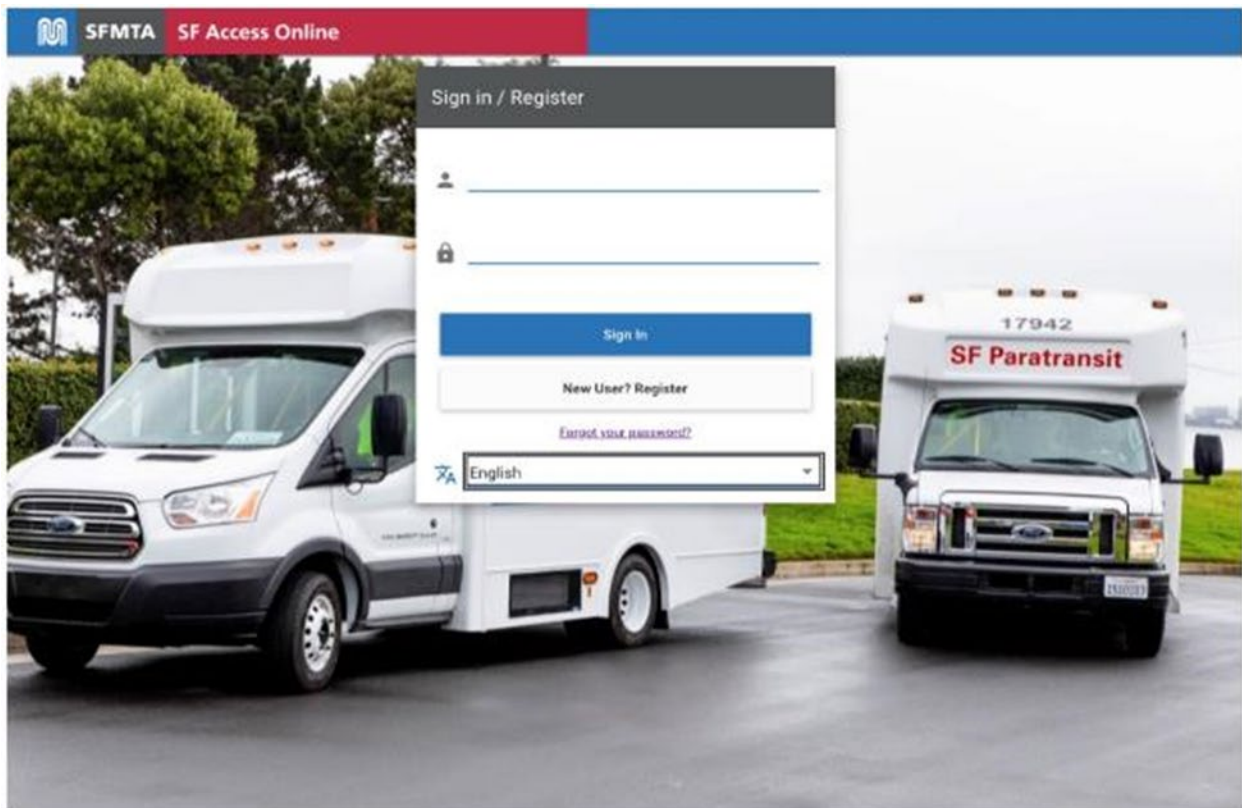 SFMTA SF Access Online
Sign in / Register
Sign In
New User? Register
Forgot your password?
English
17942
SF Paratransit